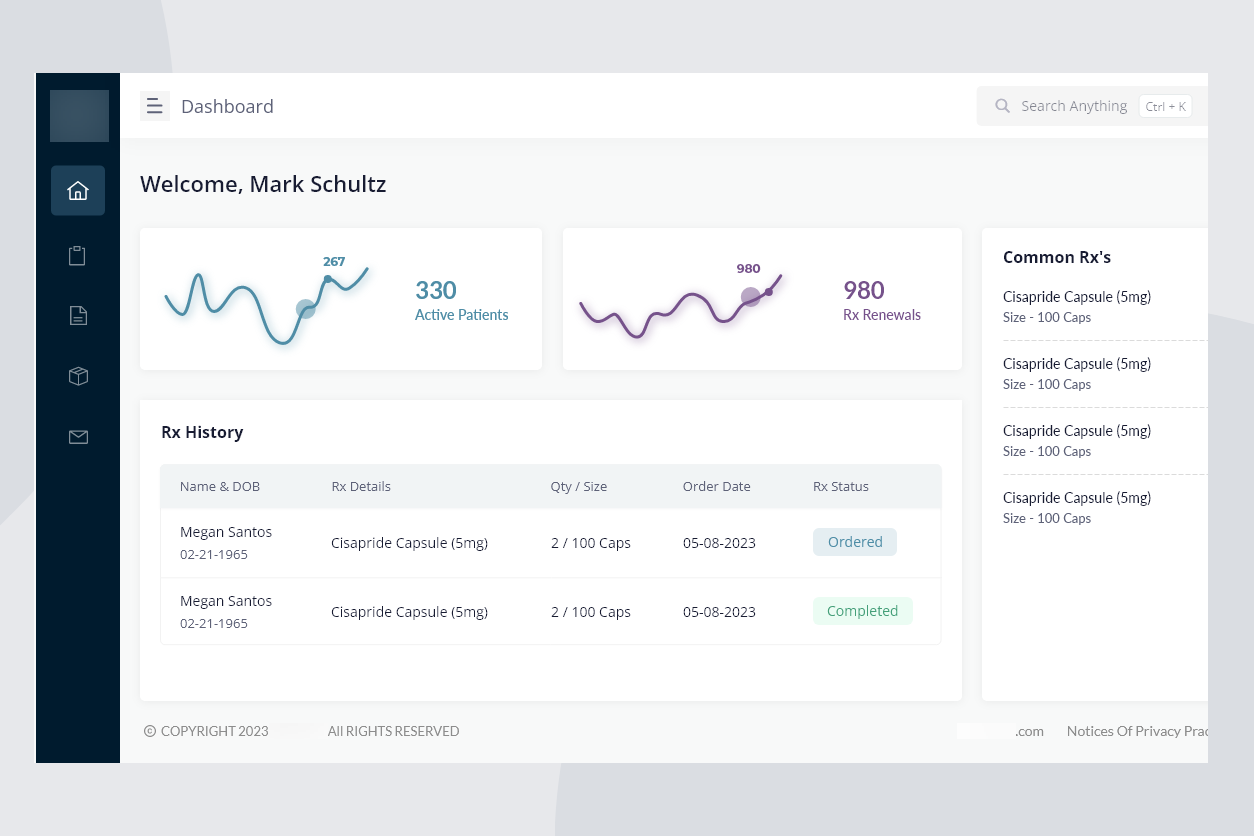 Dashboard
Search Anything Ctrl + K
Welcome, Mark Schultz
267
330
Active Patients
980
980
Rx Renewals
Common Rx's
Cisapride Capsule (5mg)
Size - 100 Caps
Cisapride Capsule (5mg)
Size - 100 Caps
Cisapride Capsule (5mg)
Size - 100 Caps
Cisapride Capsule (5mg)
Size - 100 Caps
Rx History
Name & DOB Rx Details Qty / Size Order Date Rx Status
Megan Santos
02-21-1965
Cisapride Capsule (5mg) 2 / 100 Caps 05-08-2023 Ordered
Megan Santos
02-21-1965
Cisapride Capsule (5mg) 2 / 100 Caps 05-08-2023 Completed
© COPYRIGHT 2023 All RIGHTS RESERVED
.com Notices Of Privacy